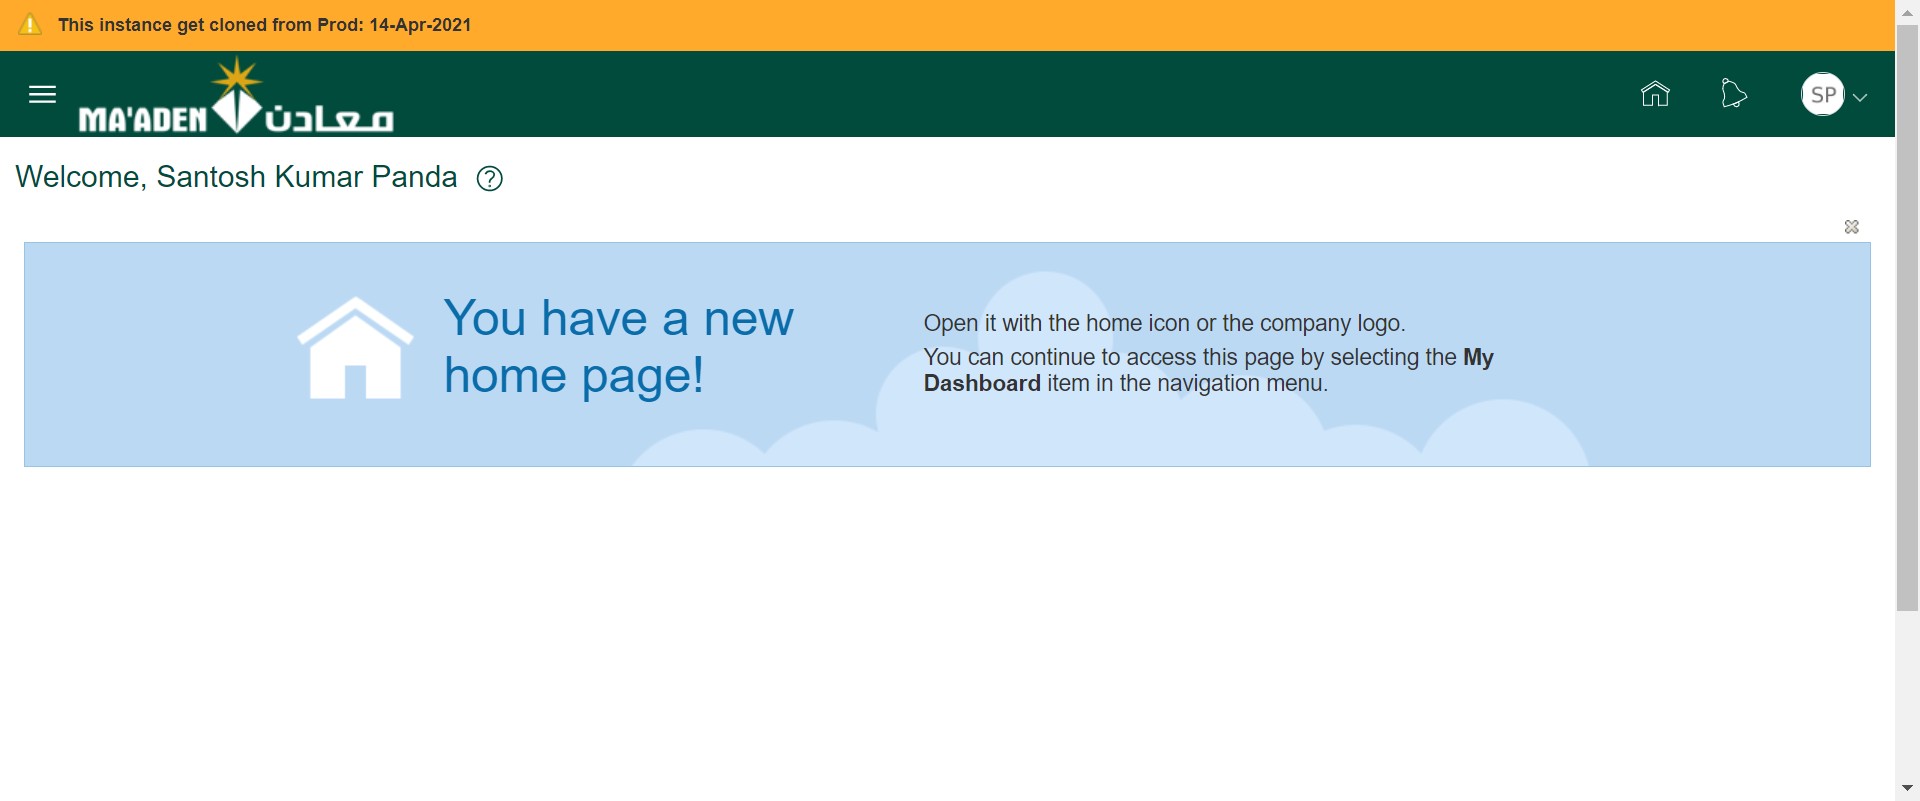 This instance get cloned from Prod: 14-Apr-2021
MA'ADEN معادن
SP
Welcome, Santosh Kumar Panda
You have a new
home page!
Open it with the home icon or the company logo.
You can continue to access this page by selecting the My
Dashboard item in the navigation menu.